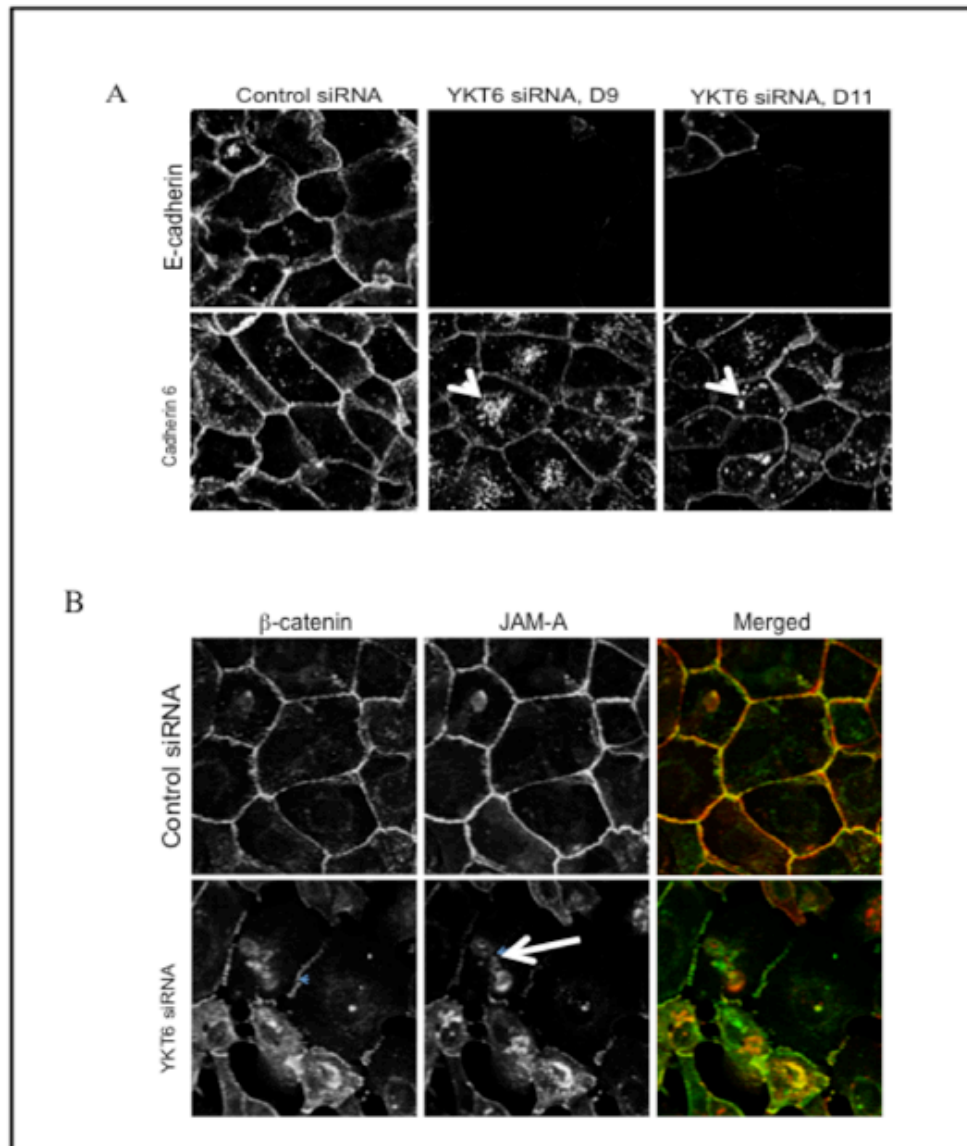 A
Control siRNA YKT6 siRNA, D9 YKT6 siRNA, D11
E-cadherin
Cadherin 6
B
β-catenin JAM-A Merged
Control siRNA
YKT6 siRNA